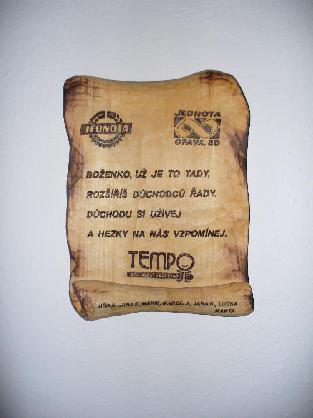 JEDNOTA
JEDNOTA
OPAVA, SD
BOŽENKO, UŽ JE TO TADY,
ROZŠÍŘÍŠ DŮCHODCŮ ŘADY.
DŮCHODU SI UŽÍVEJ
A HEZKY NA NÁS VZPOMÍNEJ.
TEMPO
JANA S, MARIE, MARCELA, JANA K, LUCKA
MARTA